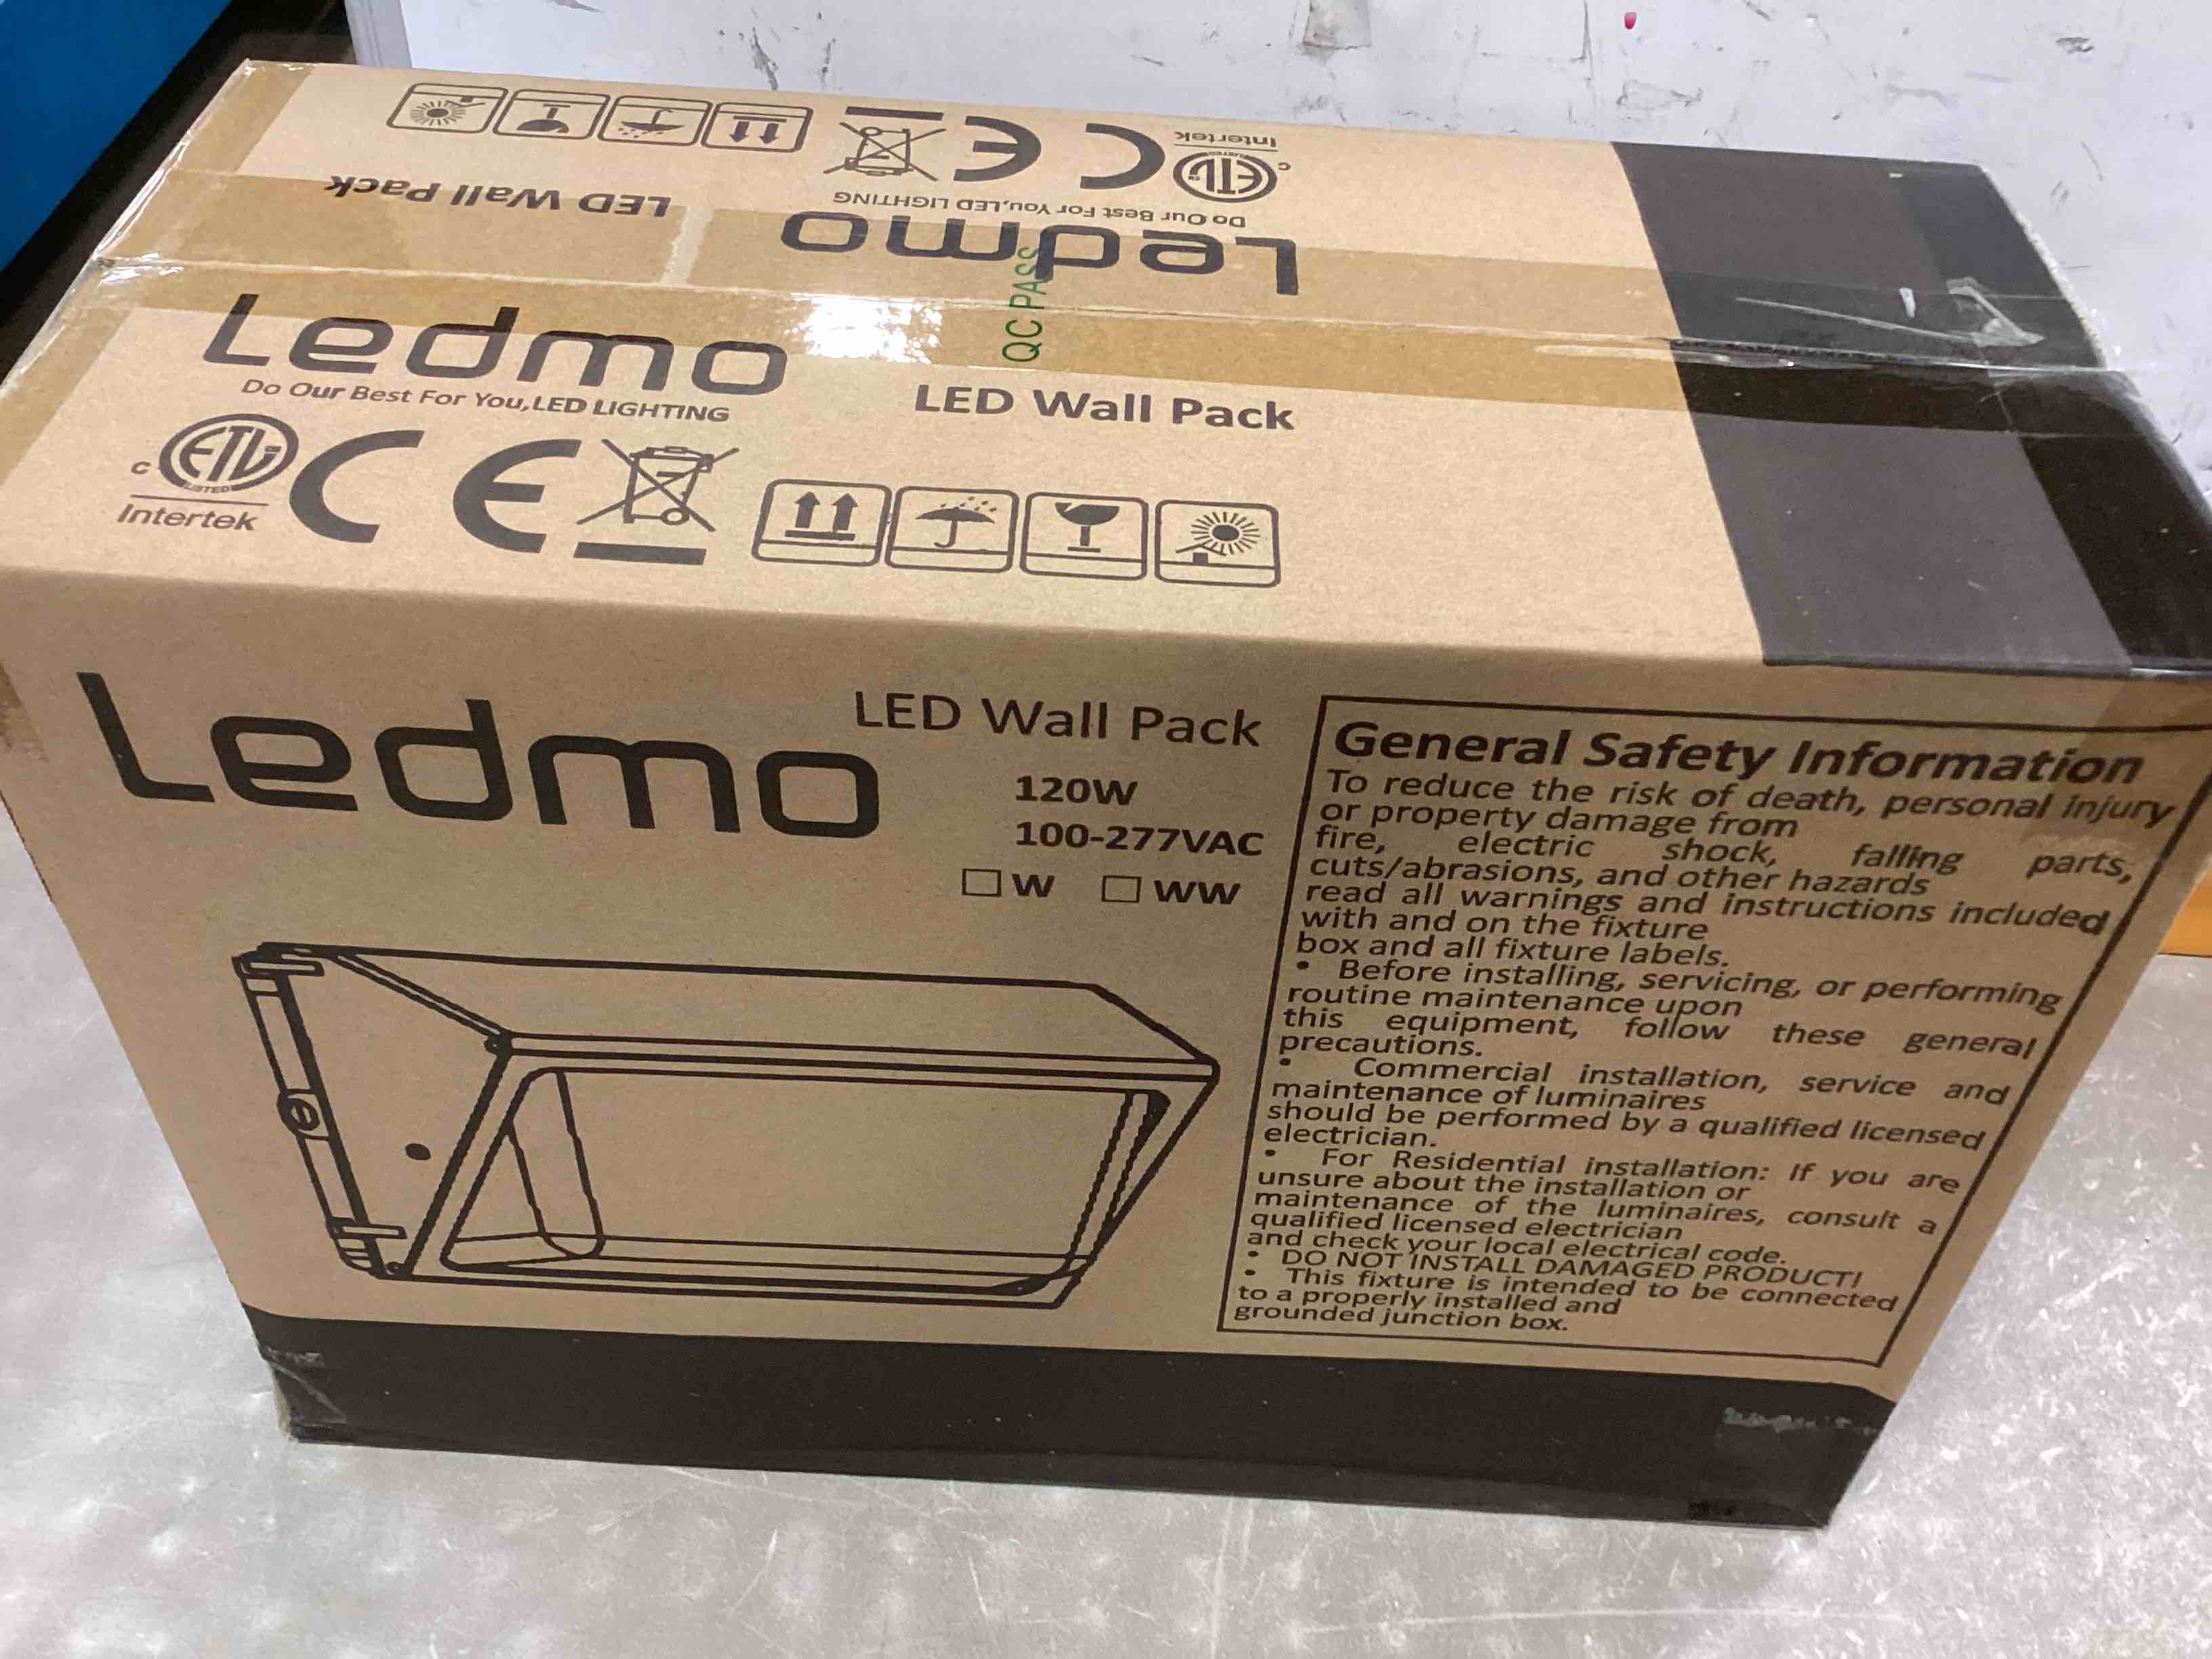 Intertek
c ETL us
LISTED
LED Wall Pack
Do Our Best For You,LED LIGHTING
Ledmo
QC PASS
Ledmo
Do Our Best For You,LED LIGHTING
LED Wall Pack
c ETL us
LISTED
Intertek
CE
Ledmo
LED Wall Pack
120W
100-277VAC
W WW
General Safety Information
To reduce the risk of death, personal injury
or property damage from
fire, electric shock, falling parts,
cuts/abrasions, and other hazards
read all warnings and instructions included
with and on the fixture
box and all fixture labels.
• Before installing, servicing, or performing
routine maintenance upon
this equipment, follow these general
precautions.
• Commercial installation, service and
maintenance of luminaires
should be performed by a qualified licensed
electrician.
• For Residential installation: If you are
unsure about the installation or
maintenance of the luminaires, consult a
qualified licensed electrician
and check your local electrical code.
• DO NOT INSTALL DAMAGED PRODUCT!
• This fixture is intended to be connected
to a properly installed and
grounded junction box.